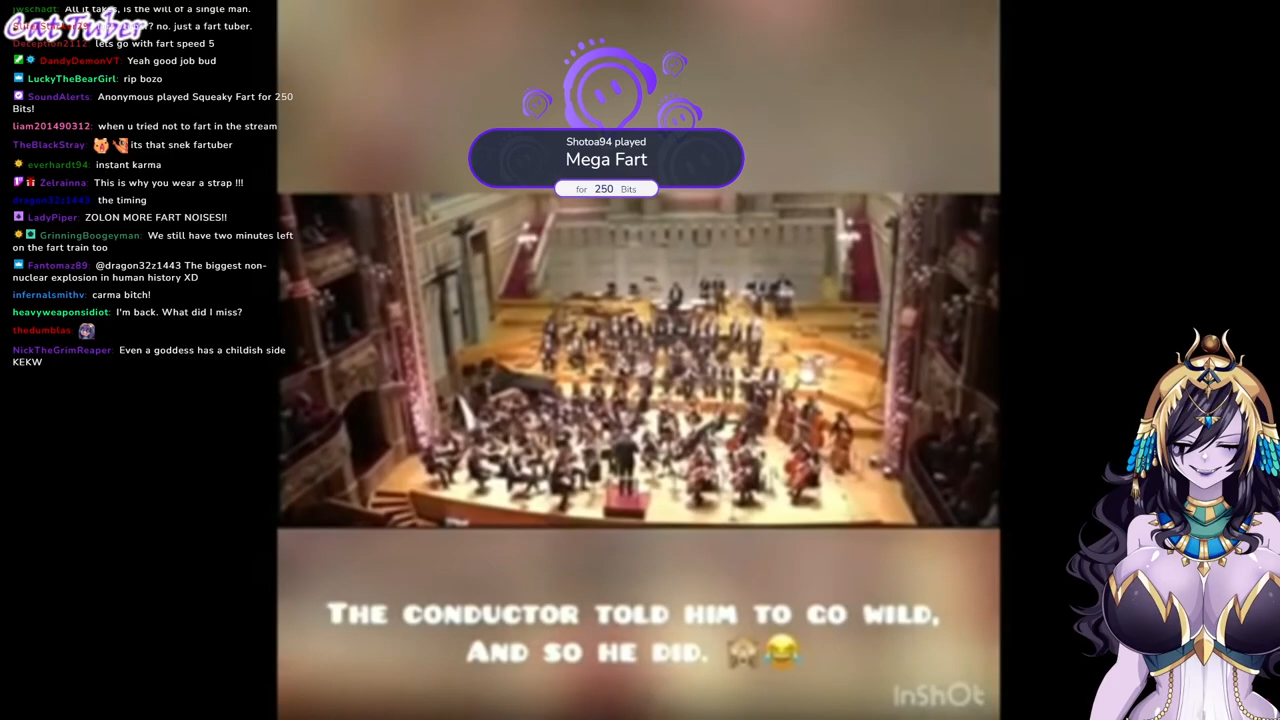 jwschadt: All it takes, is the will of a single man.
Cat Tuber
? no. just a fart tuber.
Deception2112: lets go with fart speed 5
DandyDemonVT: Yeah good job bud
LuckyTheBearGirl: rip bozo
SoundAlerts: Anonymous played Squeaky Fart for 250
Bits!
liam201490312: when u tried not to fart in the stream
TheBlackStray: its that snek fartuber
everhardt94: instant karma
Zelrainna: This is why you wear a strap !!!
dragon32z1443: the timing
LadyPiper: ZOLON MORE FART NOISES!!
GrinningBoogeyman: We still have two minutes left
on the fart train too
Fantomaz89: @dragon32z1443 The biggest non-
nuclear explosion in human history XD
infernalsmithv: carma bitch!
heavyweaponsidiot: I'm back. What did I miss?
thedumblas:
NickTheGrimReaper: Even a goddess has a childish side
KEKW
Shotoa94 played
Mega Fart
for 250 Bits
THE CONDUCTOR TOLD HIM TO GO WILD,
AND SO HE DID. 🙈😂
InShOt